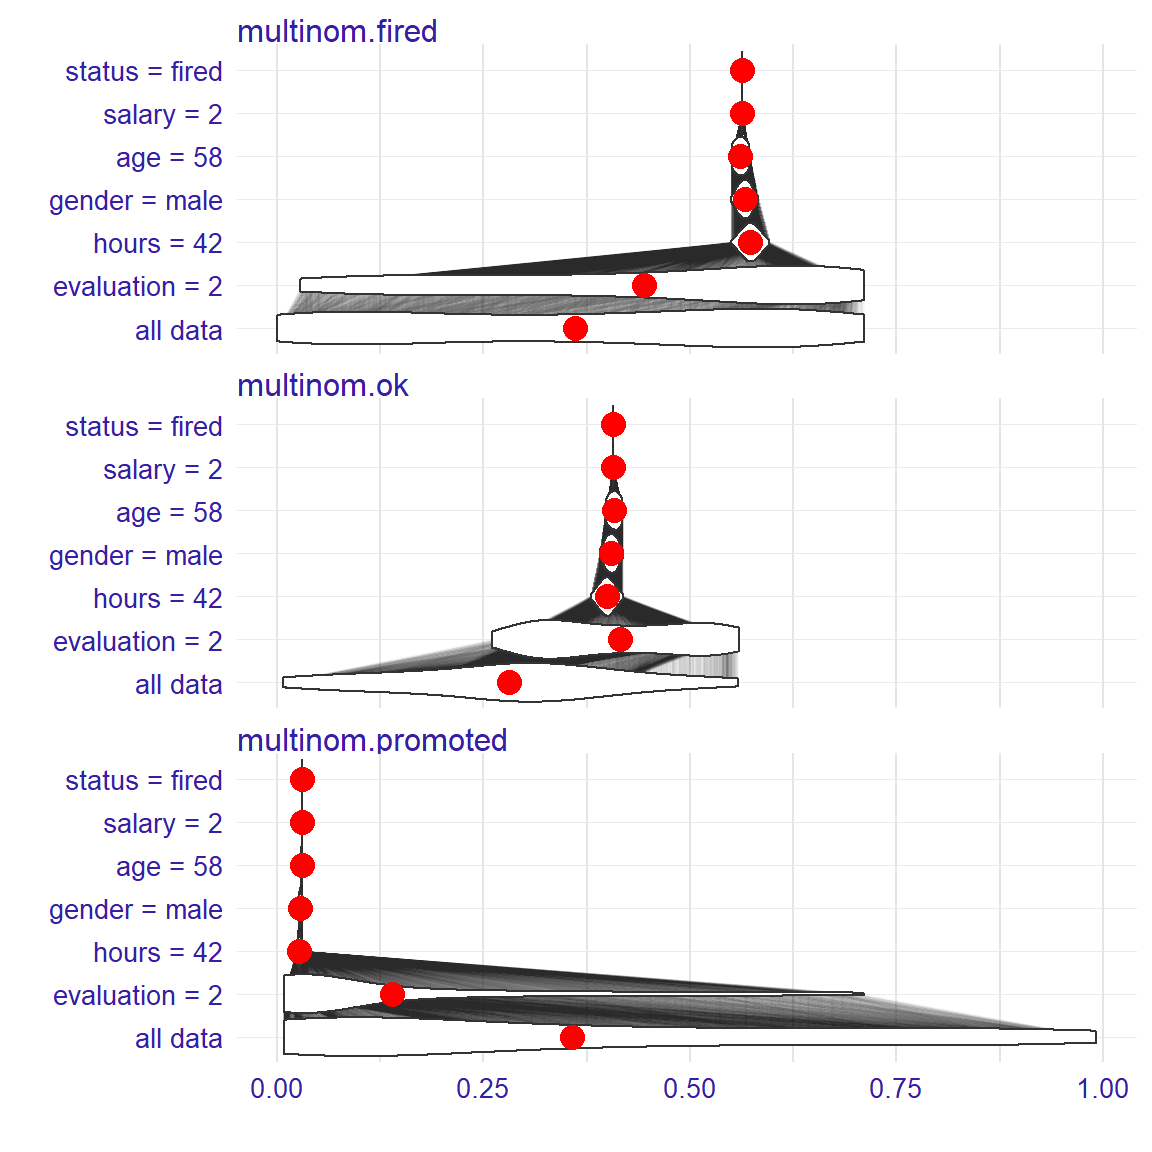 multinom.fired
status = fired
salary = 2
age = 58
gender = male
hours = 42
evaluation = 2
all data
multinom.ok
status = fired
salary = 2
age = 58
gender = male
hours = 42
evaluation = 2
all data
multinom.promoted
status = fired
salary = 2
age = 58
gender = male
hours = 42
evaluation = 2
all data
0.00 0.25 0.50 0.75 1.00